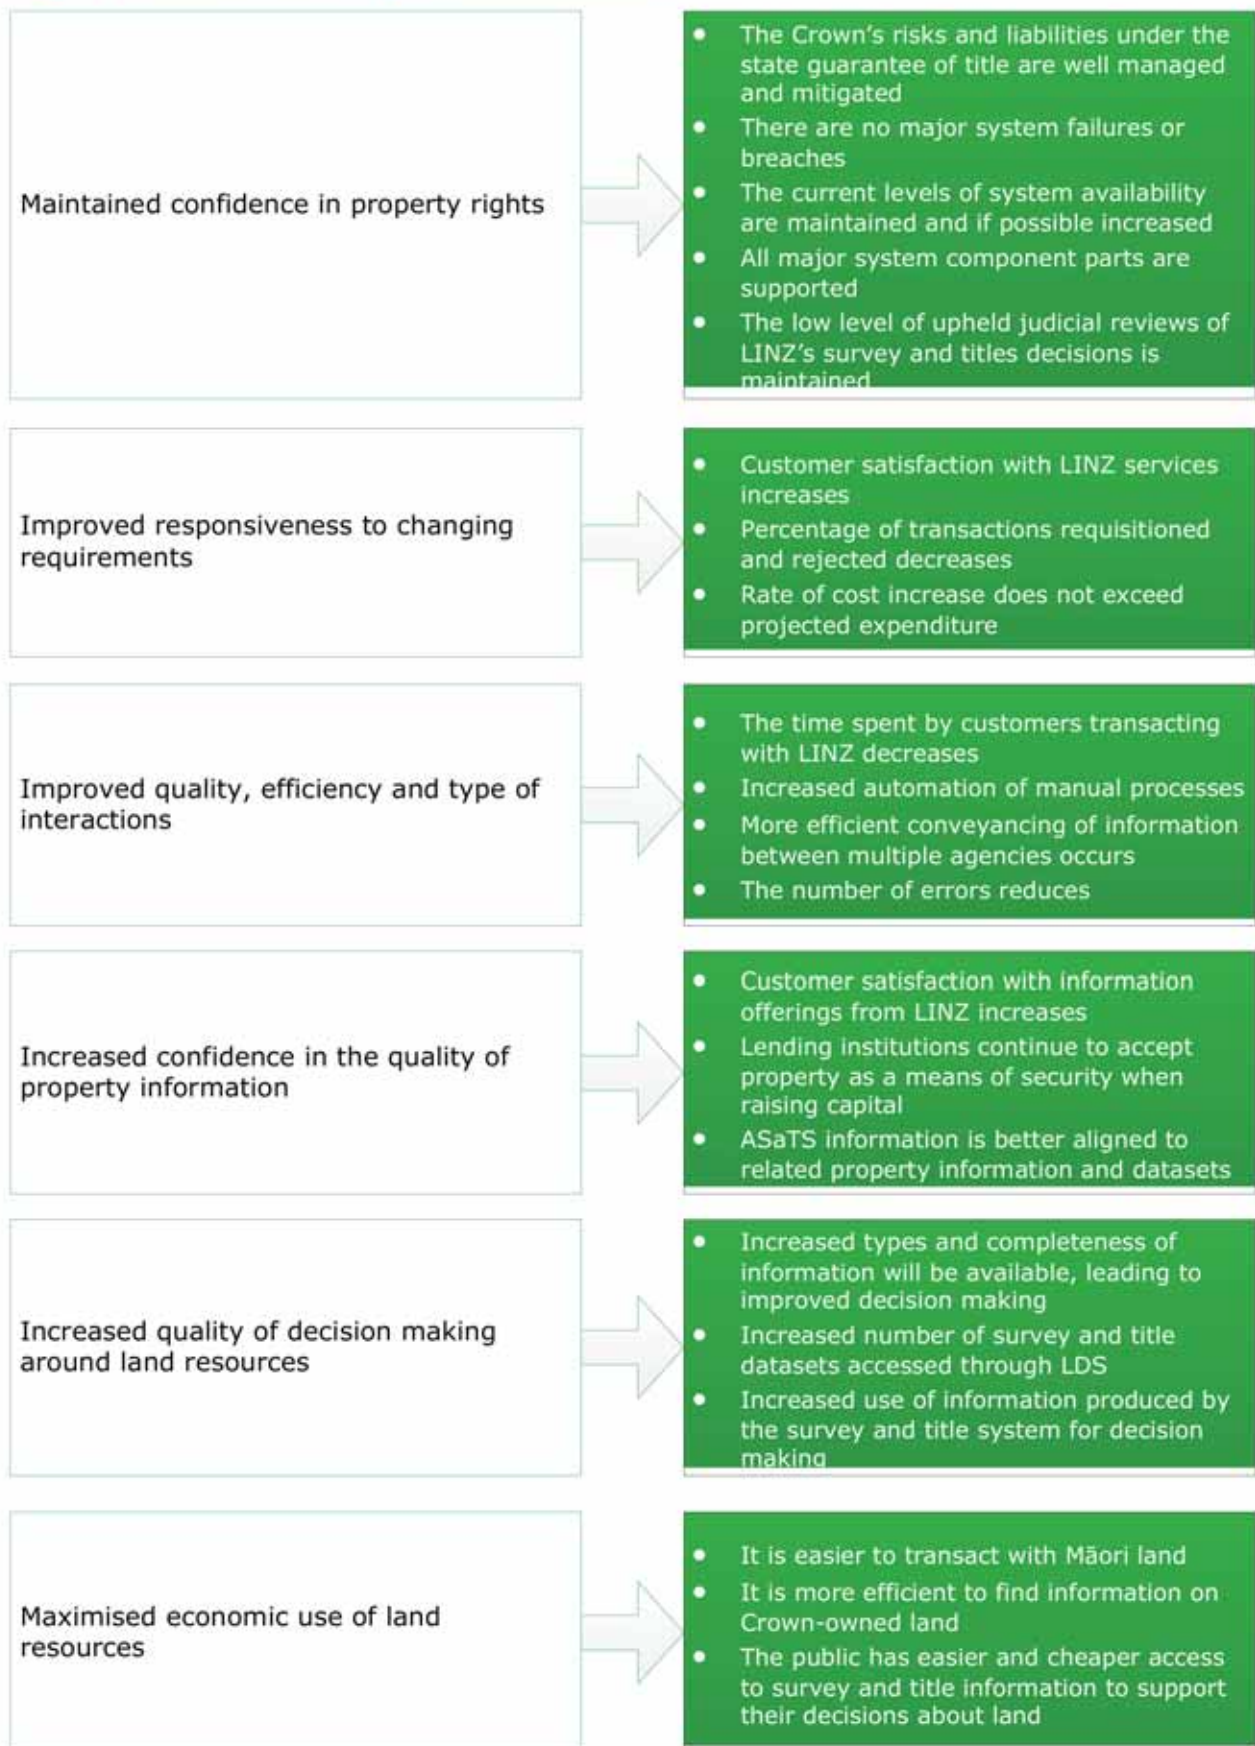 Maintained confidence in property rights
• The Crown's risks and liabilities under the
state guarantee of title are well managed
and mitigated
• There are no major system failures or
breaches
• The current levels of system availability
are maintained and if possible increased
• All major system component parts are
supported
• The low level of upheld judicial reviews of
LINZ's survey and titles decisions is
maintained
Improved responsiveness to changing
requirements
• Customer satisfaction with LINZ services
increases
• Percentage of transactions requisitioned
and rejected decreases
• Rate of cost increase does not exceed
projected expenditure
Improved quality, efficiency and type of
interactions
• The time spent by customers transacting
with LINZ decreases
• Increased automation of manual processes
• More efficient conveyancing of information
between multiple agencies occurs
• The number of errors reduces
Increased confidence in the quality of
property information
• Customer satisfaction with information
offerings from LINZ increases
• Lending institutions continue to accept
property as a means of security when
raising capital
• ASaTS information is better aligned to
related property information and datasets
Increased quality of decision making
around land resources
• Increased types and completeness of
information will be available, leading to
improved decision making
• Increased number of survey and title
datasets accessed through LDS
• Increased use of information produced by
the survey and title system for decision
making
Maximised economic use of land
resources
• It is easier to transact with Māori land
• It is more efficient to find information on
Crown-owned land
• The public has easier and cheaper access
to survey and title information to support
their decisions about land